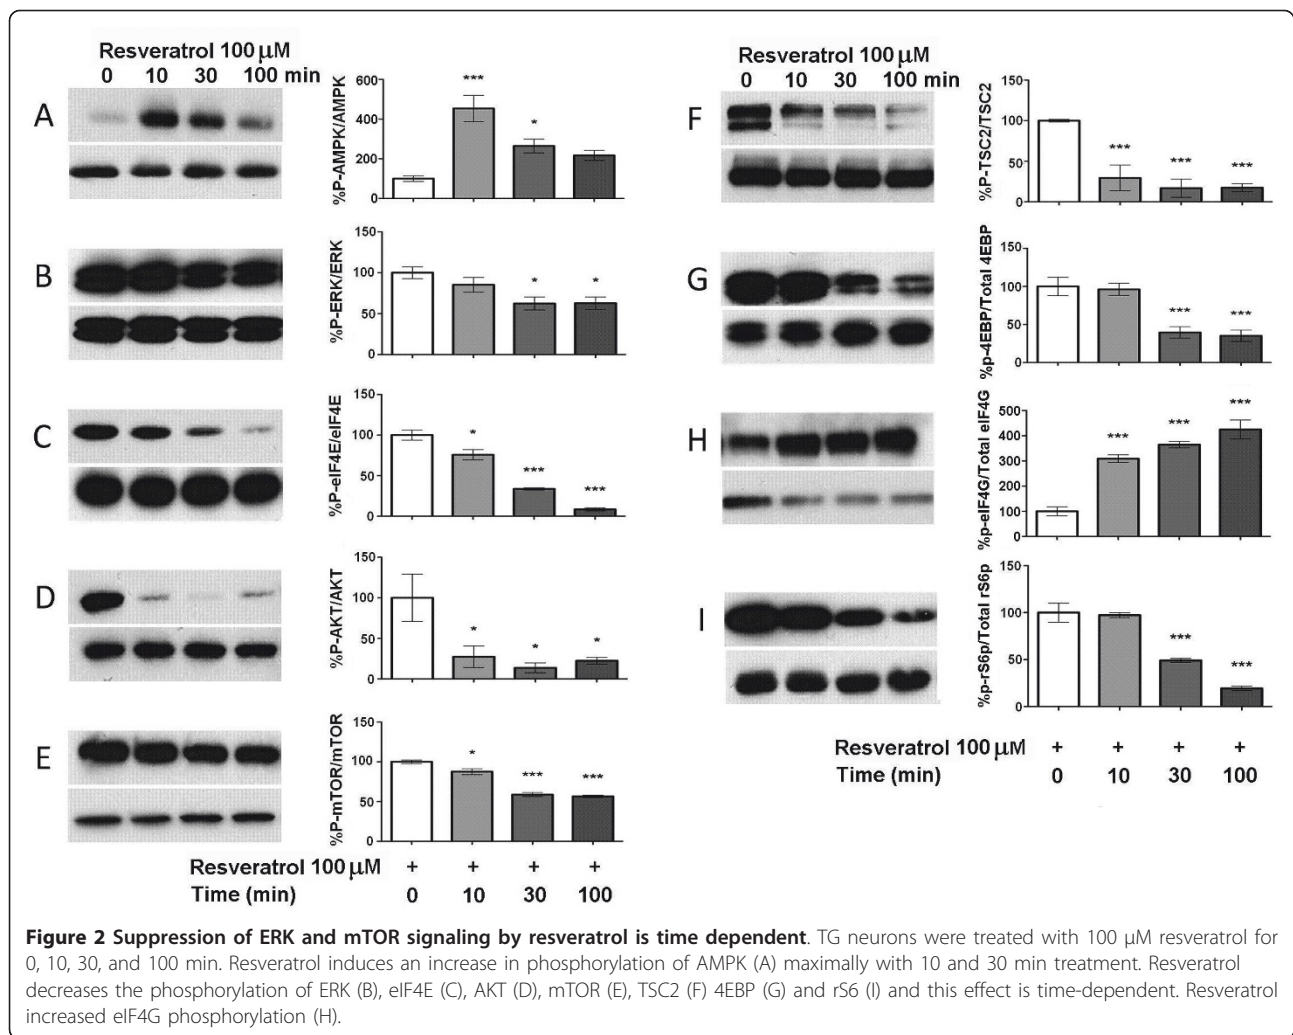 Resveratrol 100 µM
0 10 30 100 min
A
%P-AMPK/AMPK
600
400
200
0
***
*
B
%P-ERK/ERK
150
100
50
0
*
*
C
%P-eIF4E/eIF4E
150
100
50
0
*
***
***
D
%P-AKT/AKT
150
100
50
0
*
*
*
E
%P-mTOR/mTOR
150
100
50
0
*
***
***
Resveratrol 100 µM + + + +
Time (min) 0 10 30 100
Resveratrol 100 µM
0 10 30 100 min
F
%P-TSC2/TSC2
150
100
50
0
***
***
***
G
%p-4EBP/Total 4EBP
150
100
50
0
***
***
H
%p-eIF4G/Total eIF4G
500
400
300
200
100
0
***
***
***
I
%p-rS6p/Total rS6p
150
100
50
0
***
***
Resveratrol 100 µM + + + +
Time (min) 0 10 30 100
Figure 2 Suppression of ERK and mTOR signaling by resveratrol is time dependent. TG neurons were treated with 100 µM resveratrol for
0, 10, 30, and 100 min. Resveratrol induces an increase in phosphorylation of AMPK (A) maximally with 10 and 30 min treatment. Resveratrol
decreases the phosphorylation of ERK (B), eIF4E (C), AKT (D), mTOR (E), TSC2 (F) 4EBP (G) and rS6 (I) and this effect is time-dependent. Resveratrol
increased eIF4G phosphorylation (H).